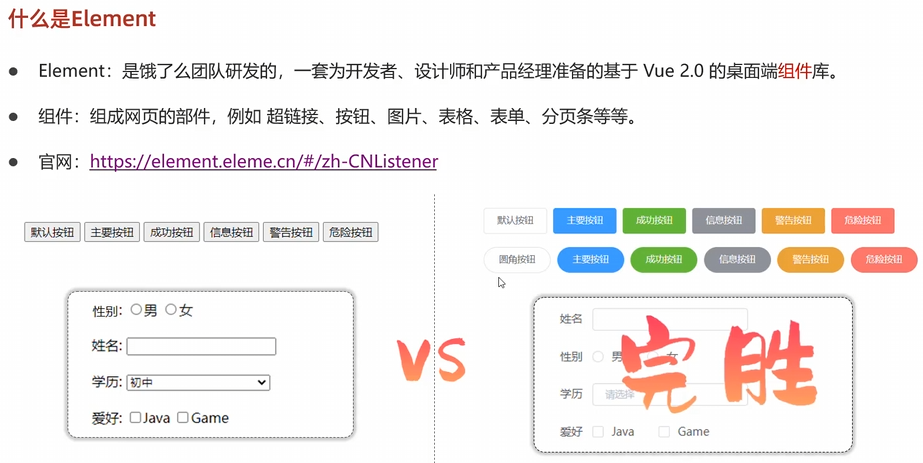 什么是Element
● Element：是饿了么团队研发的，一套为开发者、设计师和产品经理准备的基于 Vue 2.0 的桌面端组件库。
● 组件：组成网页的部件，例如 超链接、按钮、图片、表格、表单、分页条等等。
● 官网：https://element.eleme.cn/#/zh-CNListener
默认按钮 主要按钮 成功按钮 信息按钮 警告按钮 危险按钮
性别：男 女
姓名:
学历: 初中
爱好: Java Game
VS
默认按钮 主要按钮 成功按钮 信息按钮 警告按钮 危险按钮
圆角按钮 主要按钮 成功按钮 信息按钮 警告按钮 危险按钮
姓名
性别 男 女
学历 请选择
爱好 Java Game
完胜